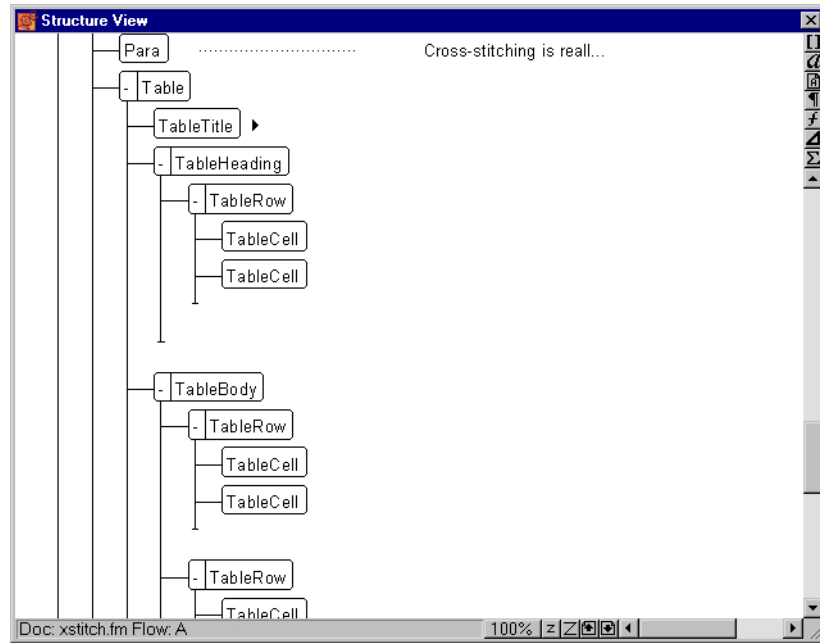 Structure View
Para Cross-stitching is reall...
- Table
TableTitle
- TableHeading
- TableRow
TableCell
TableCell
- TableBody
- TableRow
TableCell
TableCell
- TableRow
TableCell
Doc: xstitch.fm Flow: A 100% z Z